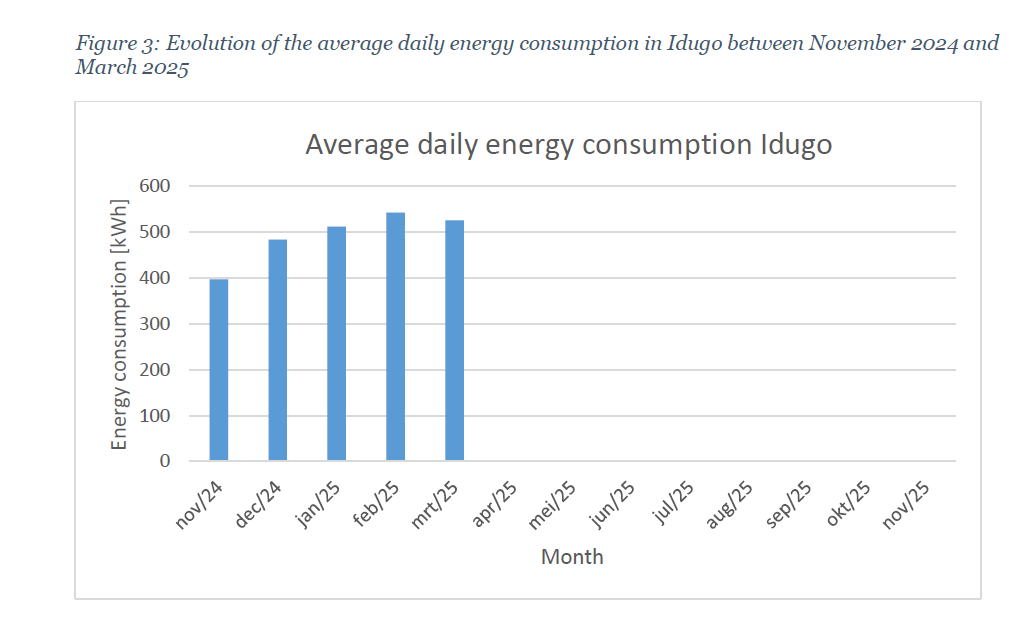 Figure 3: Evolution of the average daily energy consumption in Idugo between November 2024 and
March 2025
Average daily energy consumption Idugo
Energy consumption [kWh]
600
500
400
300
200
100
0
nov/24
dec/24
jan/25
feb/25
mrt/25
apr/25
mei/25
jun/25
jul/25
aug/25
sep/25
okt/25
nov/25
Month